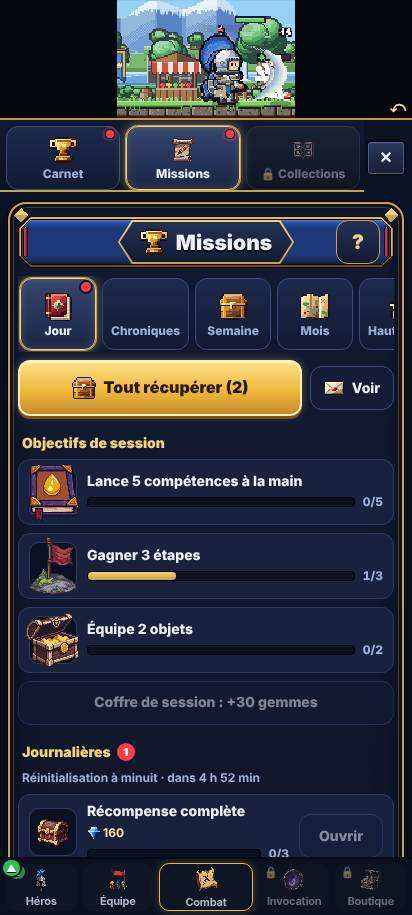 Carnet
Missions
Collections
×
Missions
?
Jour
Chroniques
Semaine
Mois
Haut
Tout récupérer (2)
Voir
Objectifs de session
Lance 5 compétences à la main
0/5
Gagner 3 étapes
1/3
Équipe 2 objets
0/2
Coffre de session : +30 gemmes
Journalières 1
Réinitialisation à minuit · dans 4 h 52 min
Récompense complète
160
Ouvrir
0/3
Héros
Équipe
Combat
Invocation
Boutique